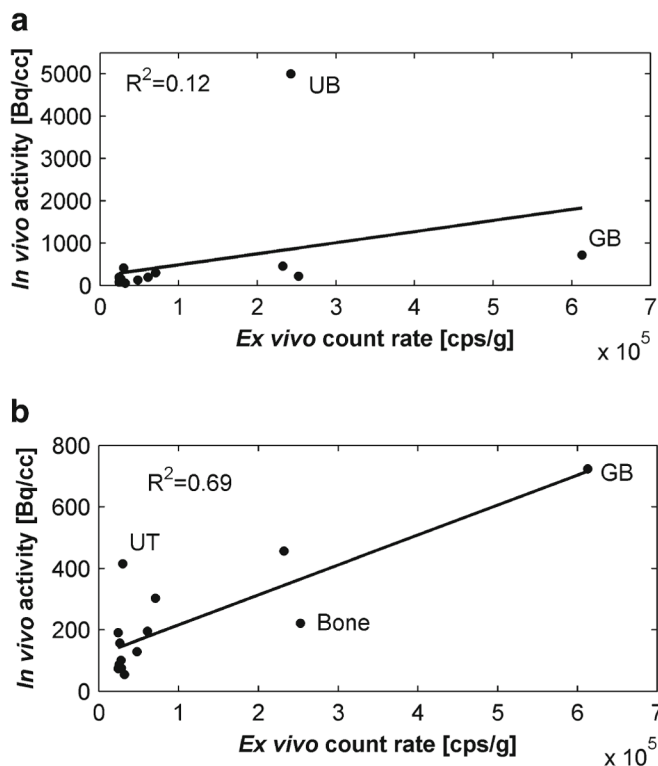 a
R²=0.12
UB
GB
In vivo activity [Bq/cc]
5000
4000
3000
2000
1000
0
0 1 2 3 4 5 6 7
Ex vivo count rate [cps/g]
x 10⁵
b
R²=0.69
GB
UT
Bone
In vivo activity [Bq/cc]
800
600
400
200
0
0 1 2 3 4 5 6 7
Ex vivo count rate [cps/g]
x 10⁵